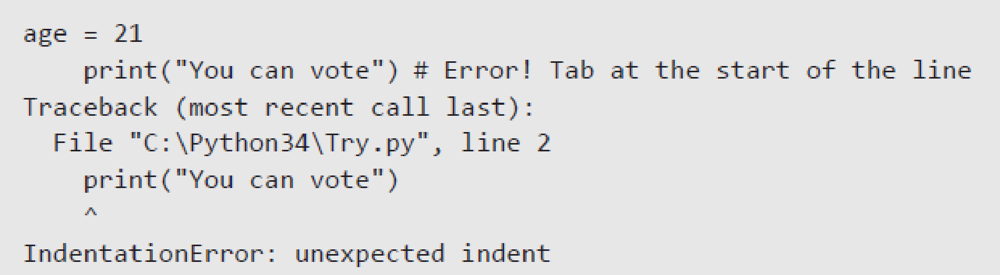 age = 21
    print("You can vote") # Error! Tab at the start of the line
Traceback (most recent call last):
  File "C:\Python34\Try.py", line 2
    print("You can vote")
    ^
IndentationError: unexpected indent